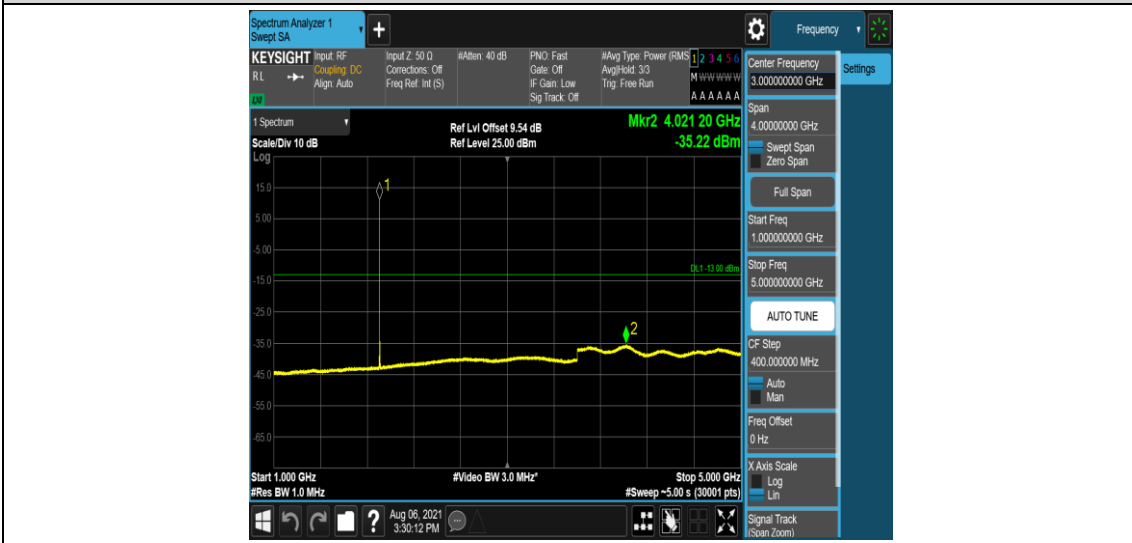 Spectrum Analyzer 1
Swept SA
+
Frequency
KEYSIGHT
RL
LXI
Input: RF
Coupling: DC
Align: Auto
Input Z: 50 Ω
Corrections: Off
Freq Ref: Int (S)
#Atten: 40 dB
PNO: Fast
Gate: Off
IF Gain: Low
Sig Track: Off
#Avg Type: Power (RMS
Avg|Hold: 3/3
Trig: Free Run
1 2 3 4 5 6
M W W W W W
A A A A A A
1 Spectrum
Scale/Div 10 dB
Log
Ref Lvl Offset 9.54 dB
Ref Level 25.00 dBm
Mkr2 4.021 20 GHz
-35.22 dBm
15.0
5.00
-5.00
-15.0
-25.0
-35.0
-45.0
-55.0
-65.0
1
DL1 -13.00 dBm
2
Start 1.000 GHz
#Res BW 1.0 MHz
#Video BW 3.0 MHz*
Stop 5.000 GHz
#Sweep ~5.00 s (30001 pts)
?
Aug 06, 2021
3:30:12 PM
Center Frequency
3.000000000 GHz
Settings
Span
4.00000000 GHz
Swept Span
Zero Span
Full Span
Start Freq
1.000000000 GHz
Stop Freq
5.000000000 GHz
AUTO TUNE
CF Step
400.000000 MHz
Auto
Man
Freq Offset
0 Hz
X Axis Scale
Log
Lin
Signal Track
(Span Zoom)